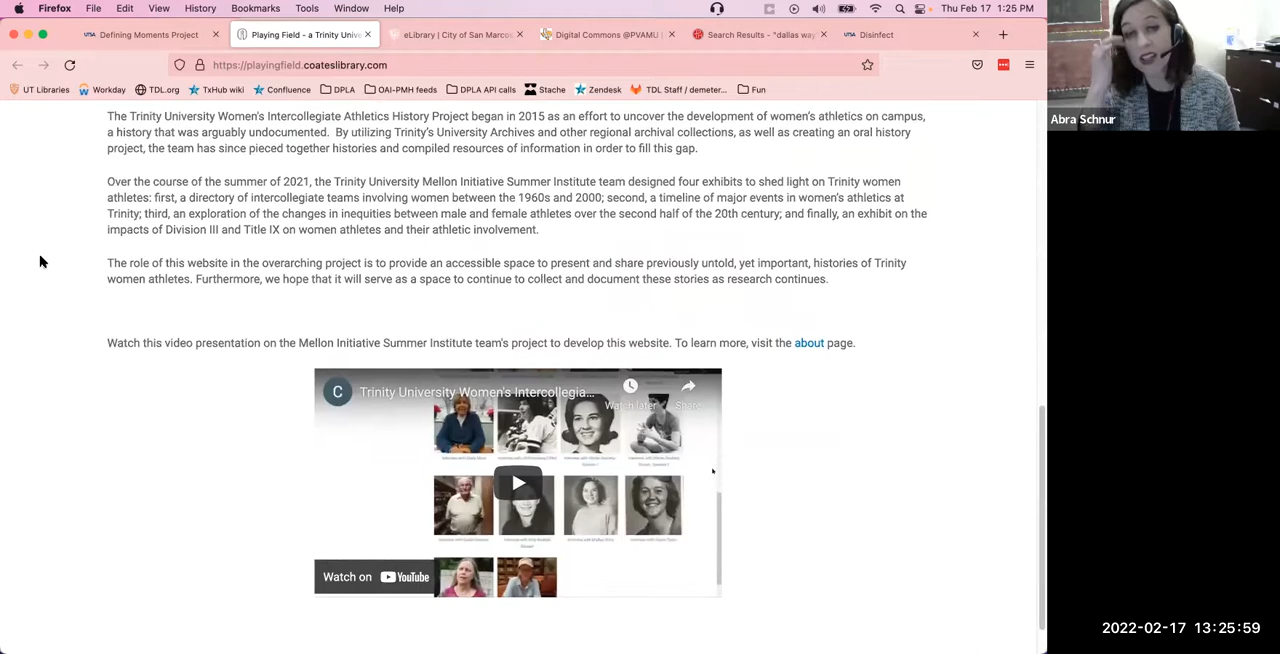 Firefox File Edit View History Bookmarks Tools Window Help Thu Feb 17 1:25 PM
UTSA Defining Moments Project Playing Field - a Trinity Unive eLibrary | City of San Marcos Digital Commons @PVAMU | Search Results - "dallas way UTSA Disinfect
https://playingfield.coateslibrary.com
UT Libraries Workday TDL.org TxHub wiki Confluence DPLA OAI-PMH feeds DPLA API calls Stache Zendesk TDL Staff / demeter... Fun
The Trinity University Women's Intercollegiate Athletics History Project began in 2015 as an effort to uncover the development of women's athletics on campus,
a history that was arguably undocumented. By utilizing Trinity's University Archives and other regional archival collections, as well as creating an oral history
project, the team has since pieced together histories and compiled resources of information in order to fill this gap.
Over the course of the summer of 2021, the Trinity University Mellon Initiative Summer Institute team designed four exhibits to shed light on Trinity women
athletes: first, a directory of intercollegiate teams involving women between the 1960s and 2000; second, a timeline of major events in women's athletics at
Trinity; third, an exploration of the changes in inequities between male and female athletes over the second half of the 20th century; and finally, an exhibit on the
impacts of Division III and Title IX on women athletes and their athletic involvement.
The role of this website in the overarching project is to provide an accessible space to present and share previously untold, yet important, histories of Trinity
women athletes. Furthermore, we hope that it will serve as a space to continue to collect and document these stories as research continues.
Watch this video presentation on the Mellon Initiative Summer Institute team's project to develop this website. To learn more, visit the about page.
C Trinity University Women's Intercollegia...
Watch later Share
Watch on YouTube
Abra Schnur
2022-02-17 13:25:59